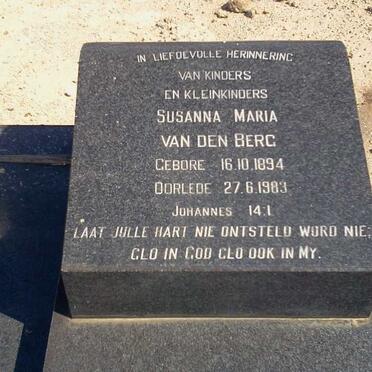 IN LIEFDEVOLLE HERINNERING
VAN KINDERS
EN KLEINKINDERS
SUSANNA MARIA
VAN DEN BERG
GEBORE 16.10.1894
OORLEDE 27.6.1983
JOHANNES 14:1
LAAT JULLE HART NIE ONTSTELD WORD NIE;
GLO IN GOD GLO OOK IN MY.